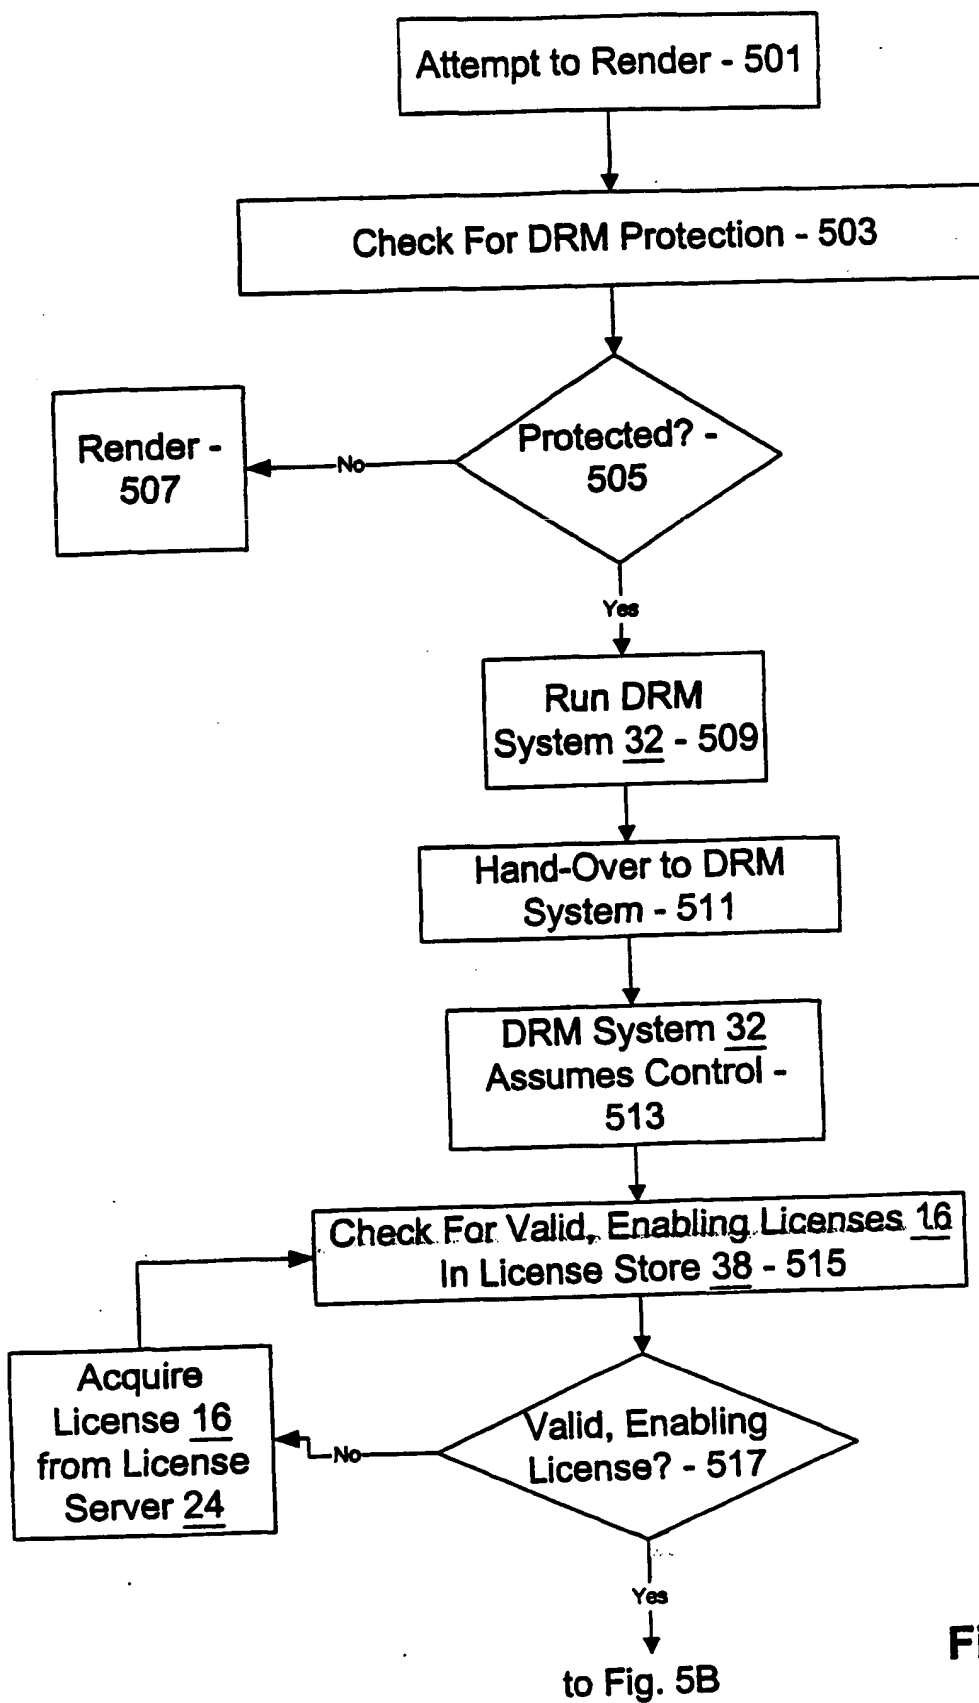 Attempt to Render - 501
Check For DRM Protection - 503
Protected? -
505
No
Render -
507
Yes
Run DRM
System 32 - 509
Hand-Over to DRM
System - 511
DRM System 32
Assumes Control -
513
Check For Valid, Enabling Licenses 16
In License Store 38 - 515
Valid, Enabling
License? - 517
No
Acquire
License 16
from License
Server 24
Yes
to Fig. 5B